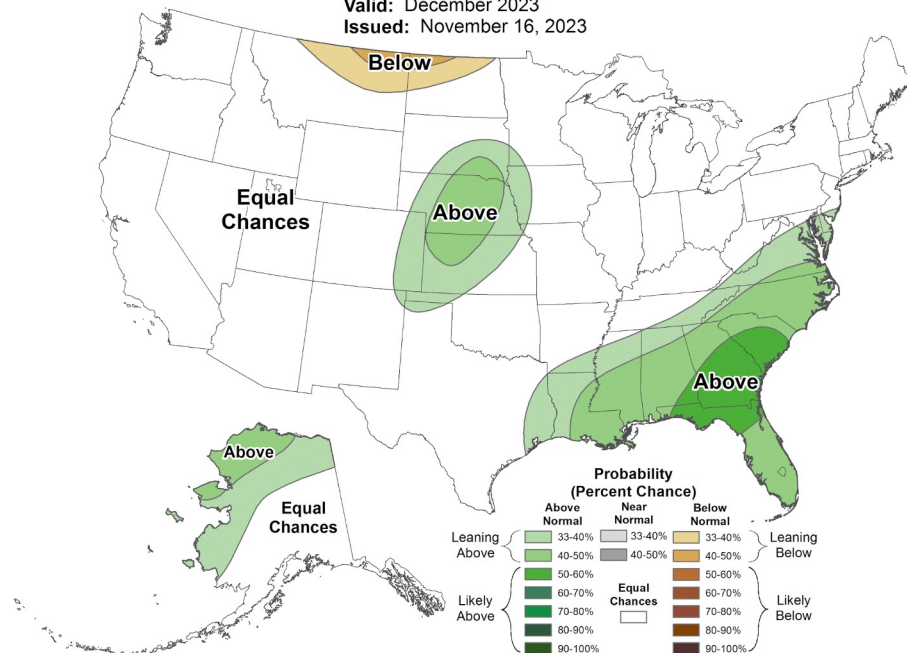 Valid: December 2023
Issued: November 16, 2023
Below
Equal
Chances
Above
Above
Above
Equal
Chances
Probability
(Percent Chance)
Above
Normal
Near
Normal
Below
Normal
Leaning
Above
33-40%
33-40%
33-40%
Leaning
Below
40-50%
40-50%
40-50%
Likely
Above
50-60%
60-70%
70-80%
80-90%
90-100%
Equal
Chances
50-60%
60-70%
70-80%
80-90%
90-100%
Likely
Below